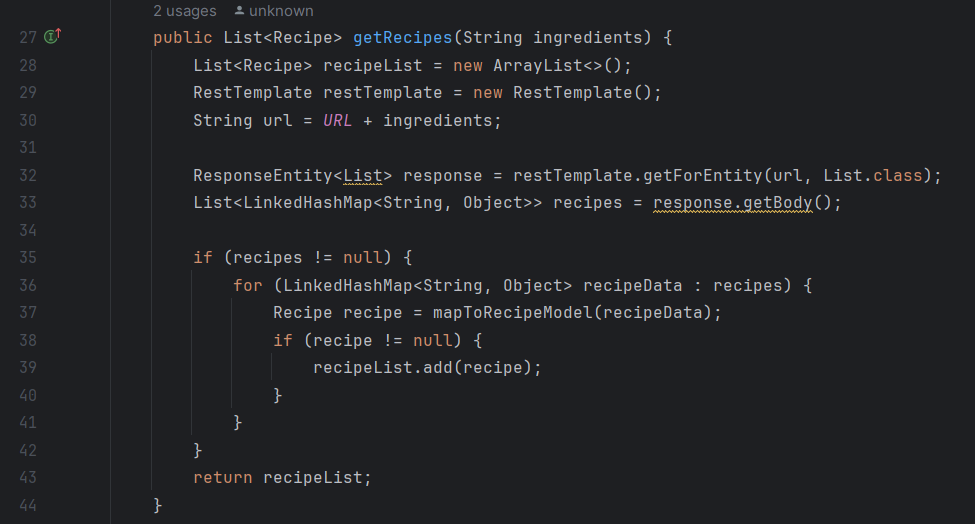 2 usages unknown
27 public List<Recipe> getRecipes(String ingredients) {
28 List<Recipe> recipeList = new ArrayList<>();
29 RestTemplate restTemplate = new RestTemplate();
30 String url = URL + ingredients;
31
32 ResponseEntity<List> response = restTemplate.getForEntity(url, List.class);
33 List<LinkedHashMap<String, Object>> recipes = response.getBody();
34
35 if (recipes != null) {
36 for (LinkedHashMap<String, Object> recipeData : recipes) {
37 Recipe recipe = mapToRecipeModel(recipeData);
38 if (recipe != null) {
39 recipeList.add(recipe);
40 }
41 }
42 }
43 return recipeList;
44 }